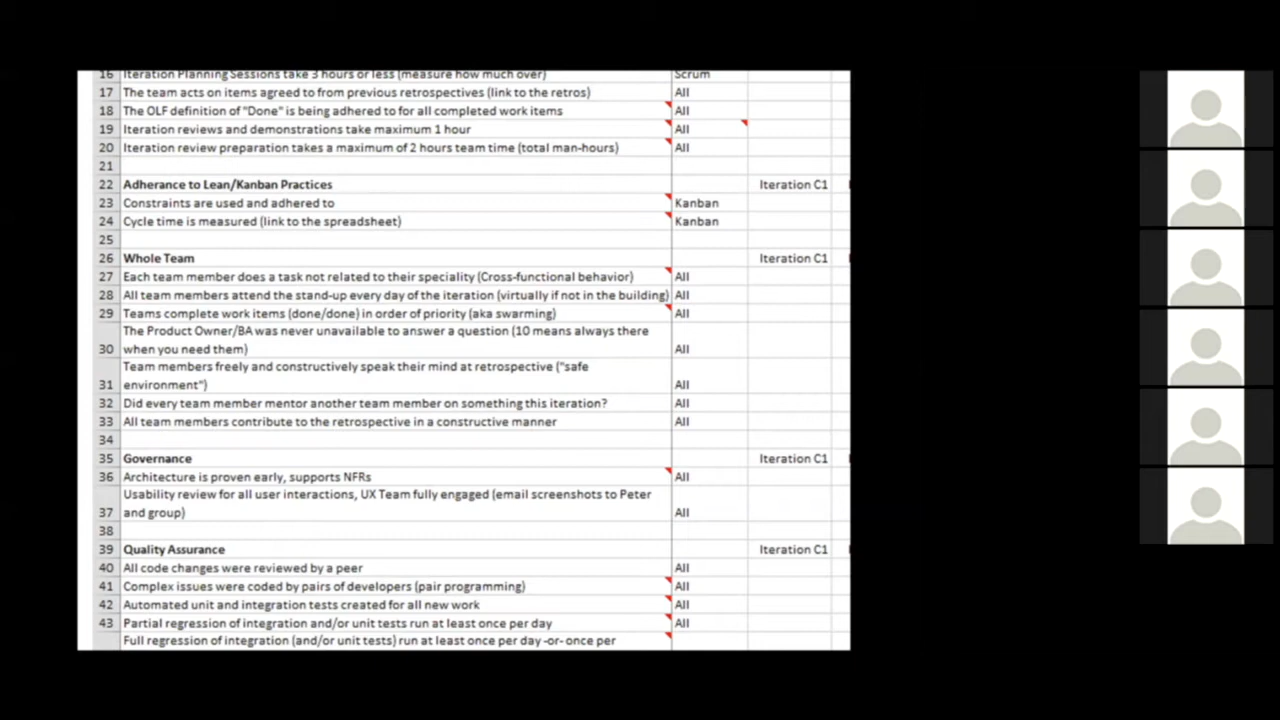 16 Iteration Planning Sessions take 3 hours or less (measure how much over) Scrum
17 The team acts on items agreed to from previous retrospectives (link to the retros) All
18 The OLF definition of "Done" is being adhered to for all completed work items All
19 Iteration reviews and demonstrations take maximum 1 hour All
20 Iteration review preparation takes a maximum of 2 hours team time (total man-hours) All
21
22 Adherence to Lean/Kanban Practices Iteration C1
23 Constraints are used and adhered to Kanban
24 Cycle time is measured (link to the spreadsheet) Kanban
25
26 Whole Team Iteration C1
27 Each team member does a task not related to their speciality (Cross-functional behavior) All
28 All team members attend the stand-up every day of the iteration (virtually if not in the building) All
29 Teams complete work items (done/done) in order of priority (aka swarming) All
The Product Owner/BA was never unavailable to answer a question (10 means always there
30 when you need them) All
Team members freely and constructively speak their mind at retrospective ("safe
31 environment") All
32 Did every team member mentor another team member on something this iteration? All
33 All team members contribute to the retrospective in a constructive manner All
34
35 Governance Iteration C1
36 Architecture is proven early, supports NFRs All
Usability review for all user interactions, UX Team fully engaged (email screenshots to Peter
37 and group) All
38
39 Quality Assurance Iteration C1
40 All code changes were reviewed by a peer All
41 Complex issues were coded by pairs of developers (pair programming) All
42 Automated unit and integration tests created for all new work All
43 Partial regression of integration and/or unit tests run at least once per day All
Full regression of integration (and/or unit tests) run at least once per day -or- once per